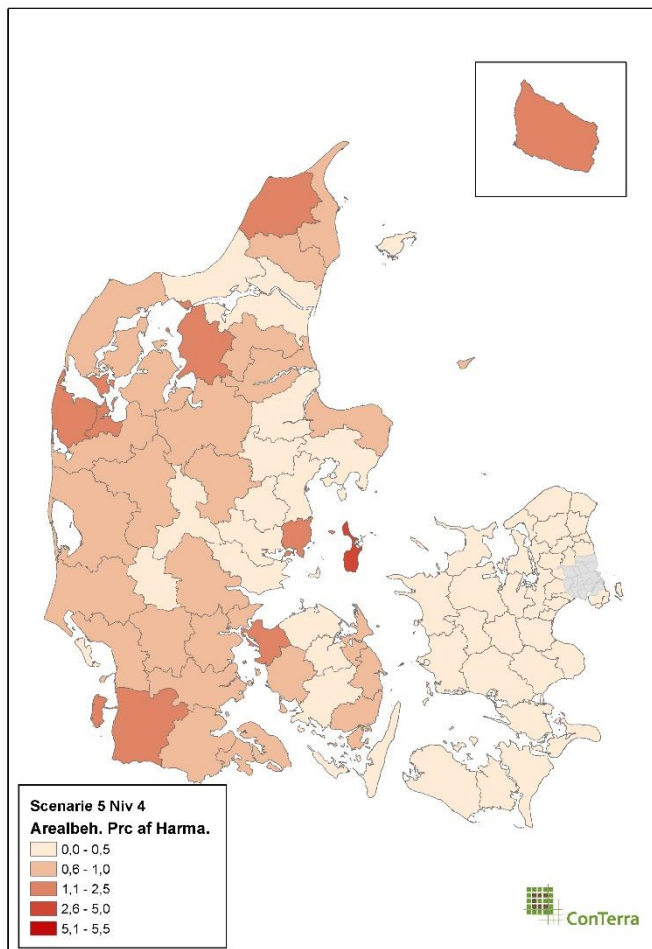 Scenarie 5 Niv 4
Arealbeh. Prc af Harma.
0,0 - 0,5
0,6 - 1,0
1,1 - 2,5
2,6 - 5,0
5,1 - 5,5
ConTerra